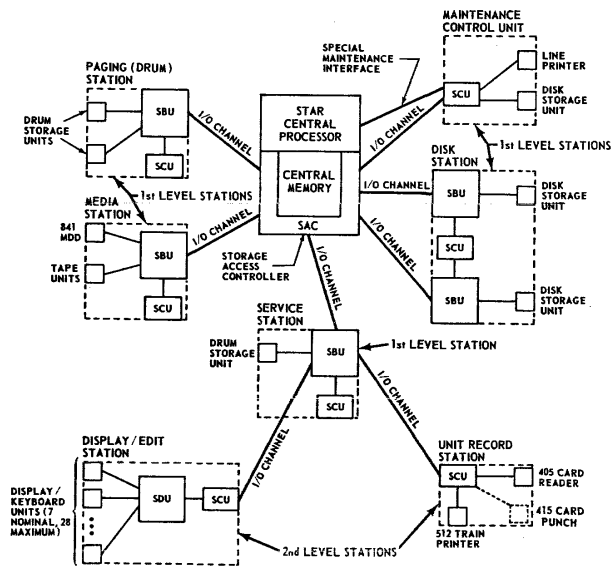 MAINTENANCE
CONTROL UNIT
SPECIAL
MAINTENANCE
INTERFACE
LINE
PRINTER
SCU
DISK
STORAGE
UNIT
PAGING (DRUM)
STATION
SBU
DRUM
STORAGE
UNITS
SCU
I/O CHANNEL
STAR
CENTRAL
PROCESSOR
CENTRAL
MEMORY
SAC
I/O CHANNEL
1st LEVEL STATIONS
1st LEVEL STATIONS
DISK
STATION
I/O CHANNEL
SBU
DISK
STORAGE
UNIT
SCU
I/O CHANNEL
SBU
DISK
STORAGE
UNIT
MEDIA
STATION
841
MDD
SBU
TAPE
UNITS
SCU
I/O CHANNEL
STORAGE
ACCESS
CONTROLLER
I/O CHANNEL
SERVICE
STATION
DRUM
STORAGE
UNIT
SBU
1st LEVEL STATION
SCU
I/O CHANNEL
I/O CHANNEL
DISPLAY / EDIT
STATION
DISPLAY /
KEYBOARD
UNITS (7
NOMINAL, 28
MAXIMUM)
SDU
SCU
UNIT RECORD
STATION
SCU
405 CARD
READER
415 CARD
PUNCH
512 TRAIN
PRINTER
2nd LEVEL STATIONS